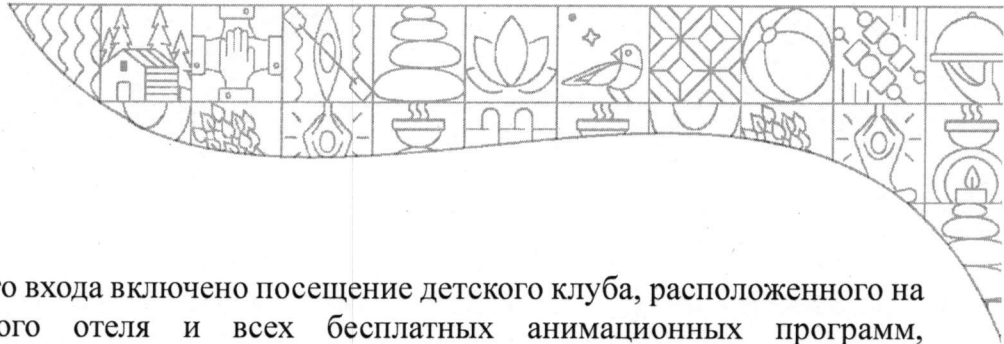 го входа включено посещение детского клуба, расположенного на
ого отеля и всех бесплатных анимационных программ,